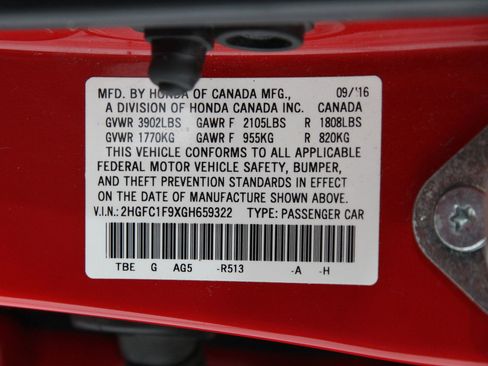 MFD. BY HONDA OF CANADA MFG., 09/'16
A DIVISION OF HONDA CANADA INC. CANADA
GVWR 3902LBS GAWR F 2105LBS R 1808LBS
GVWR 1770KG GAWR F 955KG R 820KG
THIS VEHICLE CONFORMS TO ALL APPLICABLE
FEDERAL MOTOR VEHICLE SAFETY, BUMPER,
AND THEFT PREVENTION STANDARDS IN EFFECT
ON THE DATE OF MANUFACTURE SHOWN ABOVE.
V.I.N.: 2HGFC1F9XGH659322 TYPE: PASSENGER CAR
TBE G AG5 -R513 -A -H